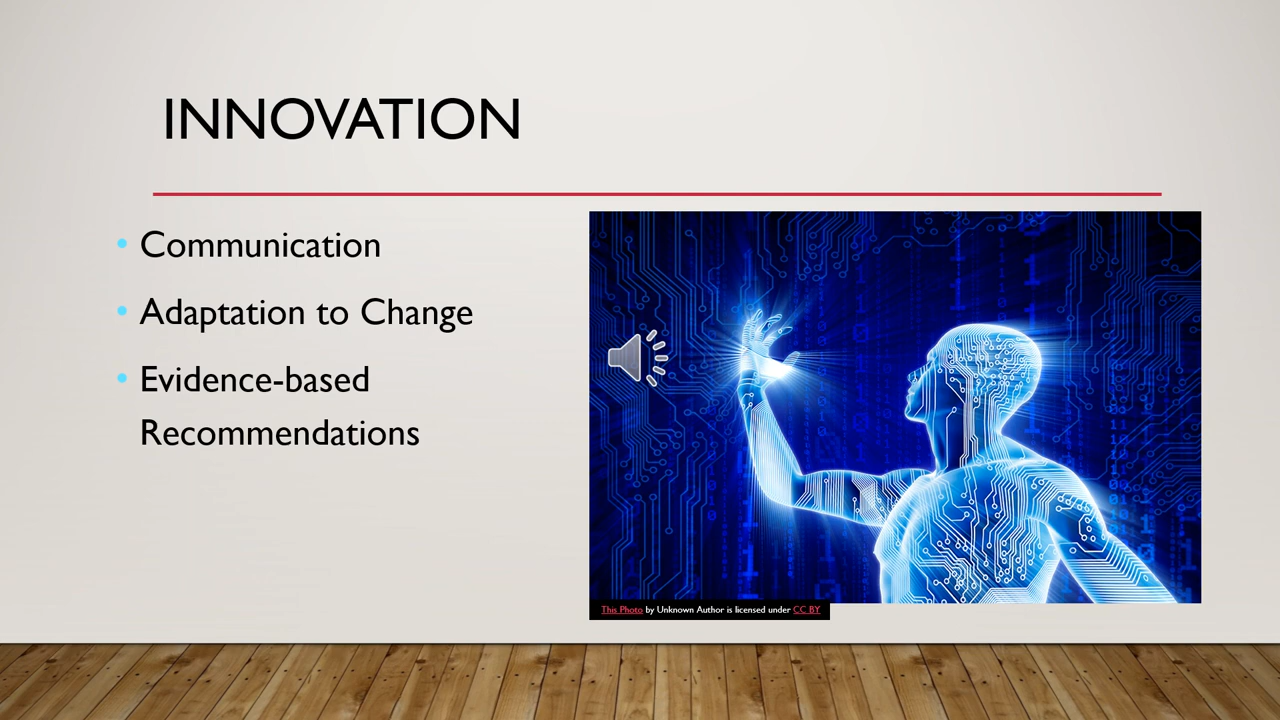 INNOVATION
• Communication
• Adaptation to Change
• Evidence-based
Recommendations
This Photo by Unknown Author is licensed under CC BY